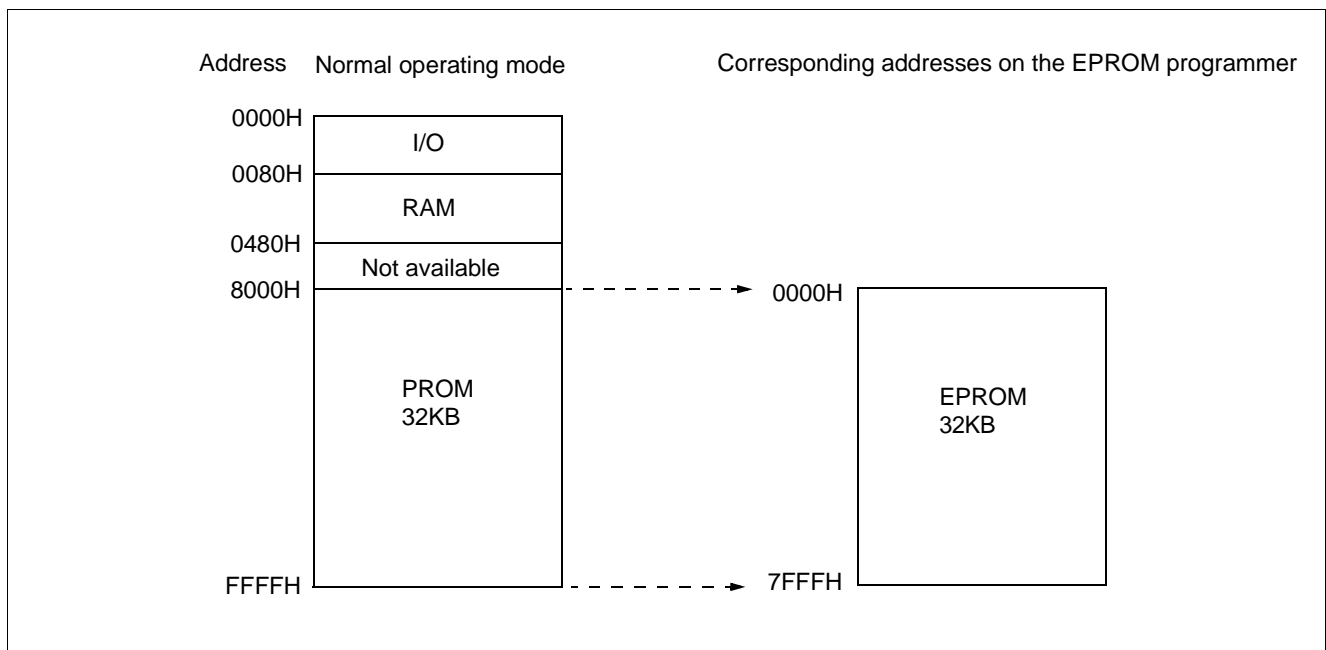 Address Normal operating mode Corresponding addresses on the EPROM programmer
0000H
I/O
0080H
RAM
0480H
Not available
8000H
0000H
PROM
32KB
EPROM
32KB
FFFFH
7FFFH